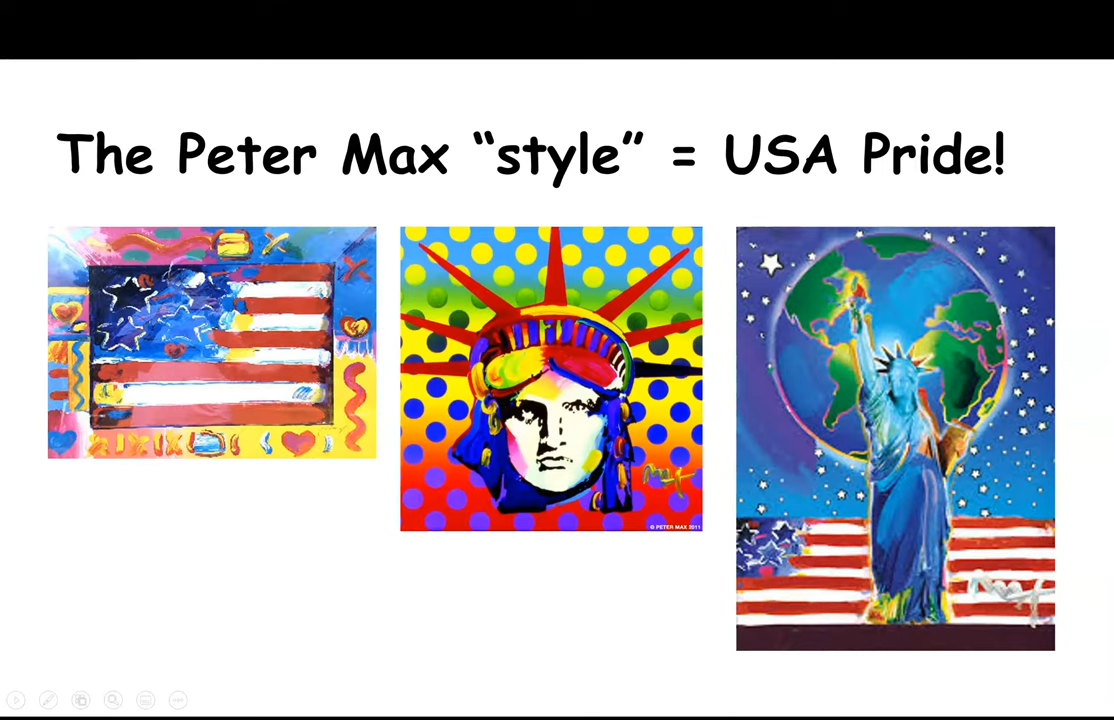 The Peter Max “style” = USA Pride!
© PETER MAX 2011